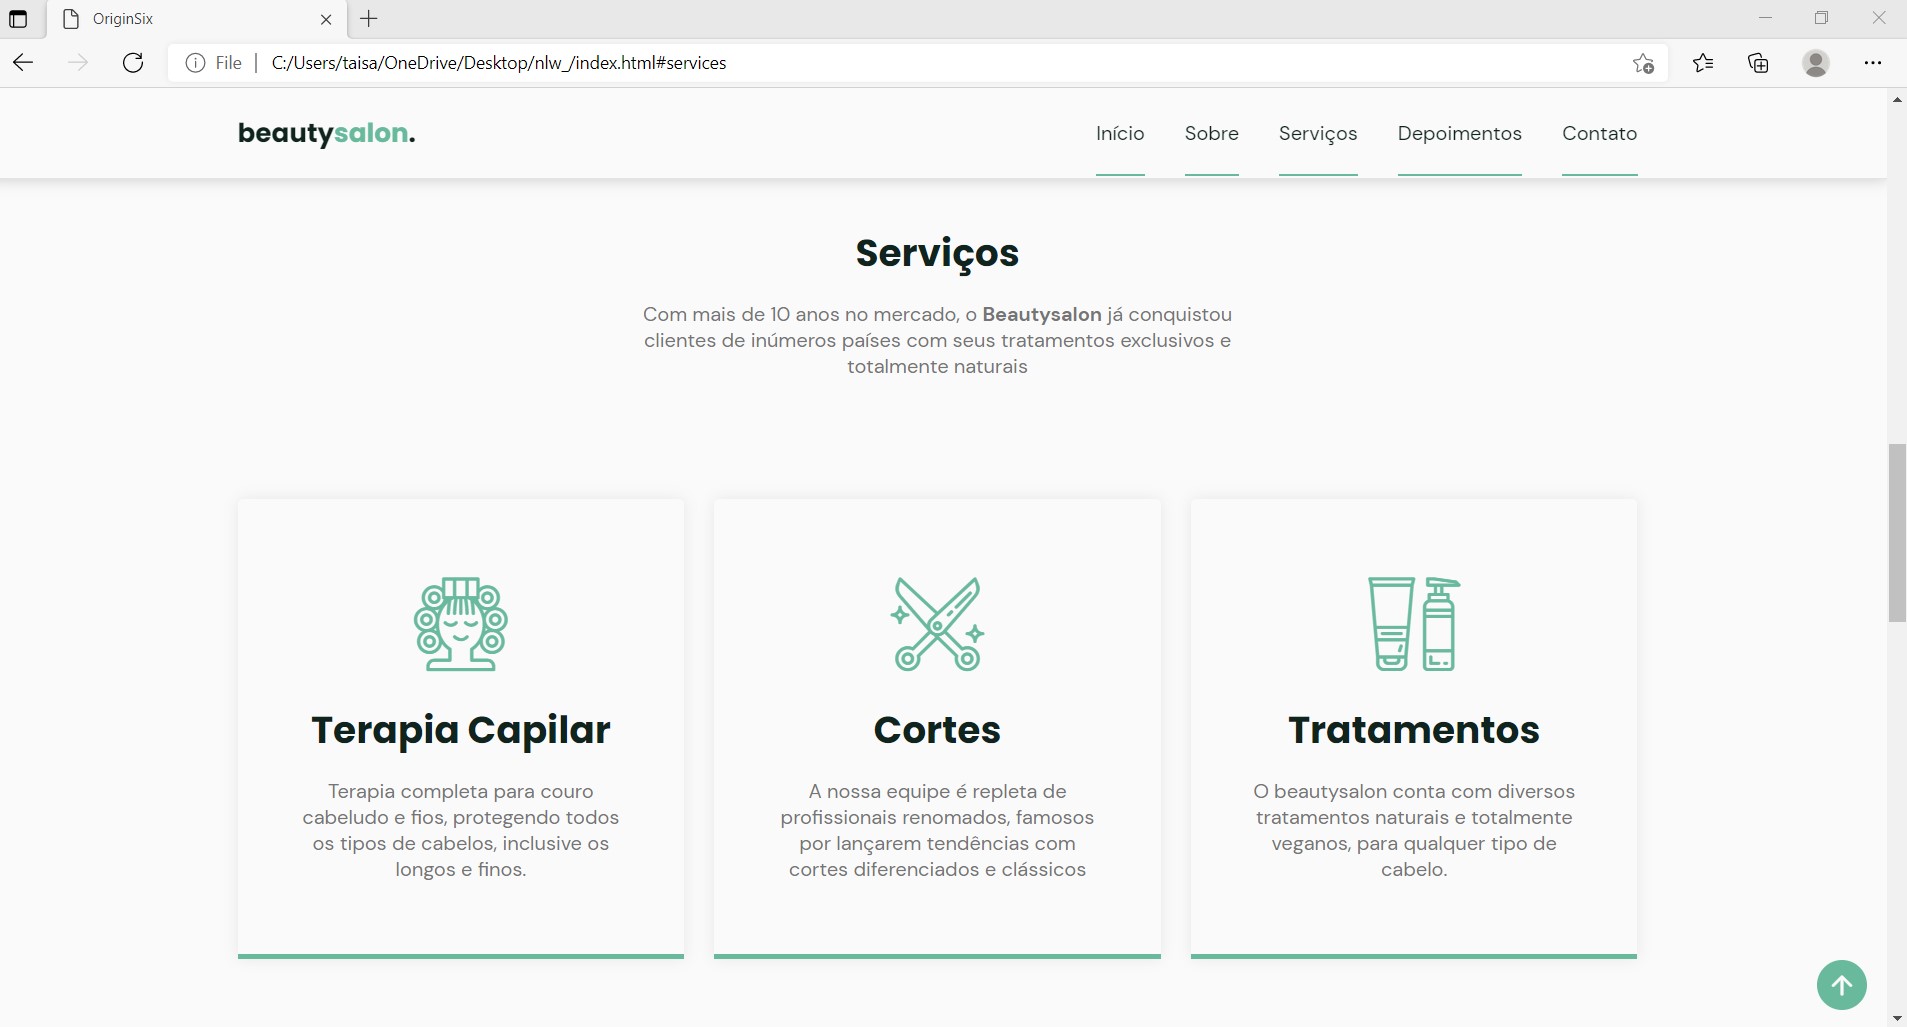 OriginSix
File | C:/Users/taisa/OneDrive/Desktop/nlw_/index.html#services
beautysalon.
Início Sobre Serviços Depoimentos Contato
Serviços
Com mais de 10 anos no mercado, o Beautysalon já conquistou
clientes de inúmeros países com seus tratamentos exclusivos e
totalmente naturais
Terapia Capilar
Terapia completa para couro
cabeludo e fios, protegendo todos
os tipos de cabelos, inclusive os
longos e finos.
Cortes
A nossa equipe é repleta de
profissionais renomados, famosos
por lançarem tendências com
cortes diferenciados e clássicos
Tratamentos
O beautysalon conta com diversos
tratamentos naturais e totalmente
veganos, para qualquer tipo de
cabelo.